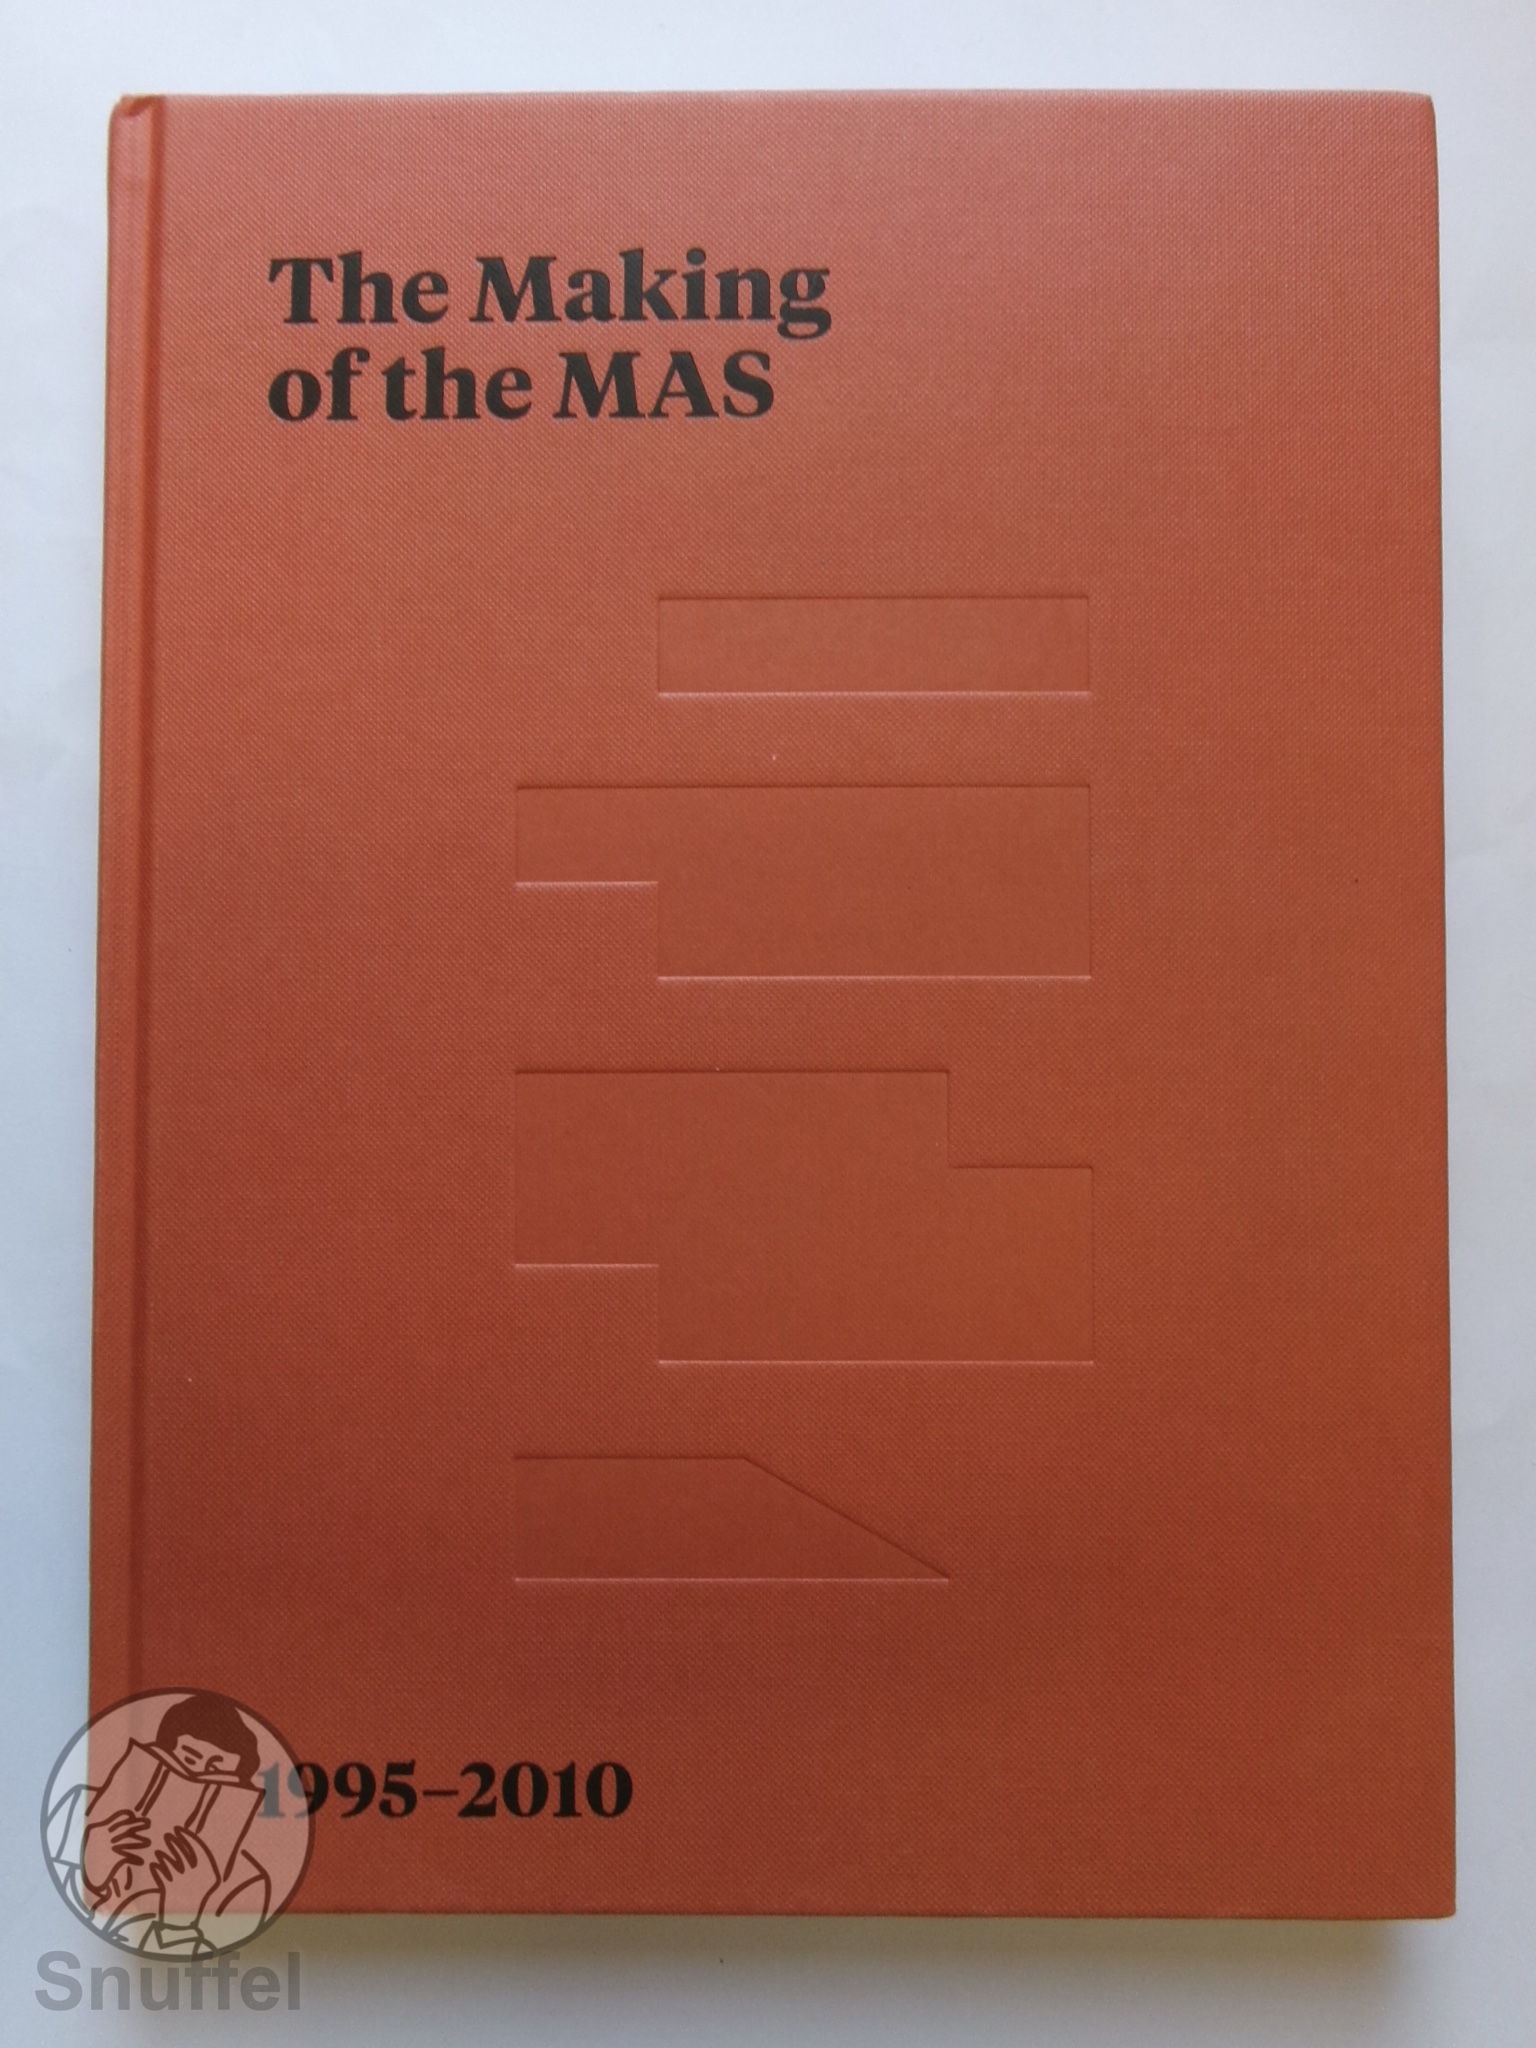 The Making
of the MAS
1995–2010
Snuffel